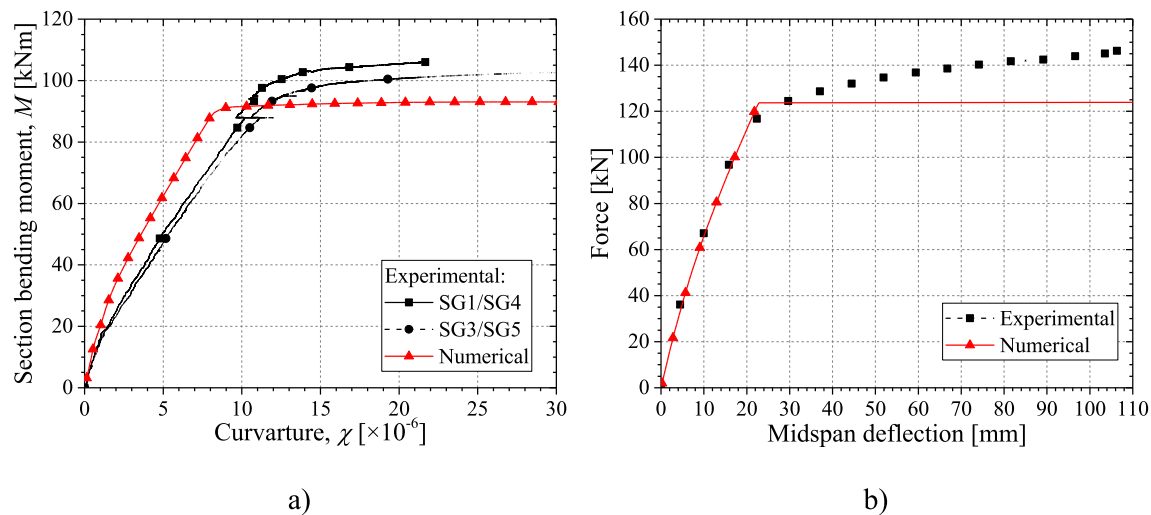 120
100
80
60
40
20
0
Section bending moment, M [kNm]
Experimental:
SG1/SG4
SG3/SG5
Numerical
0 5 10 15 20 25 30
Curvarture, χ [×10⁻⁶]
a)
160
140
120
100
80
60
40
20
0
Force [kN]
Experimental
Numerical
0 10 20 30 40 50 60 70 80 90 100 110
Midspan deflection [mm]
b)